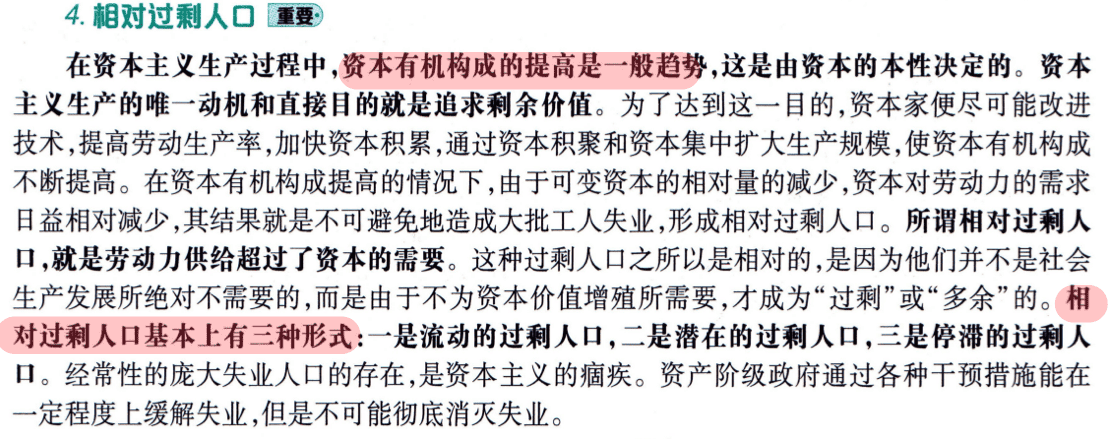 4. 相对过剩人口 重要
在资本主义生产过程中,资本有机构成的提高是一般趋势,这是由资本的本性决定的。资本
主义生产的唯一动机和直接目的就是追求剩余价值。为了达到这一目的,资本家便尽可能改进
技术,提高劳动生产率,加快资本积累,通过资本积聚和资本集中扩大生产规模,使资本有机构成
不断提高。在资本有机构成提高的情况下,由于可变资本的相对量的减少,资本对劳动力的需求
日益相对减少,其结果就是不可避免地造成大批工人失业,形成相对过剩人口。所谓相对过剩人
口,就是劳动力供给超过了资本的需要。这种过剩人口之所以是相对的,是因为他们并不是社会
生产发展所绝对不需要的,而是由于不为资本价值增殖所需要,才成为“过剩”或“多余”的。相
对过剩人口基本上有三种形式:一是流动的过剩人口,二是潜在的过剩人口,三是停滞的过剩人
口。经常性的庞大失业人口的存在,是资本主义的痼疾。资产阶级政府通过各种干预措施能在
一定程度上缓解失业,但是不可能彻底消灭失业。